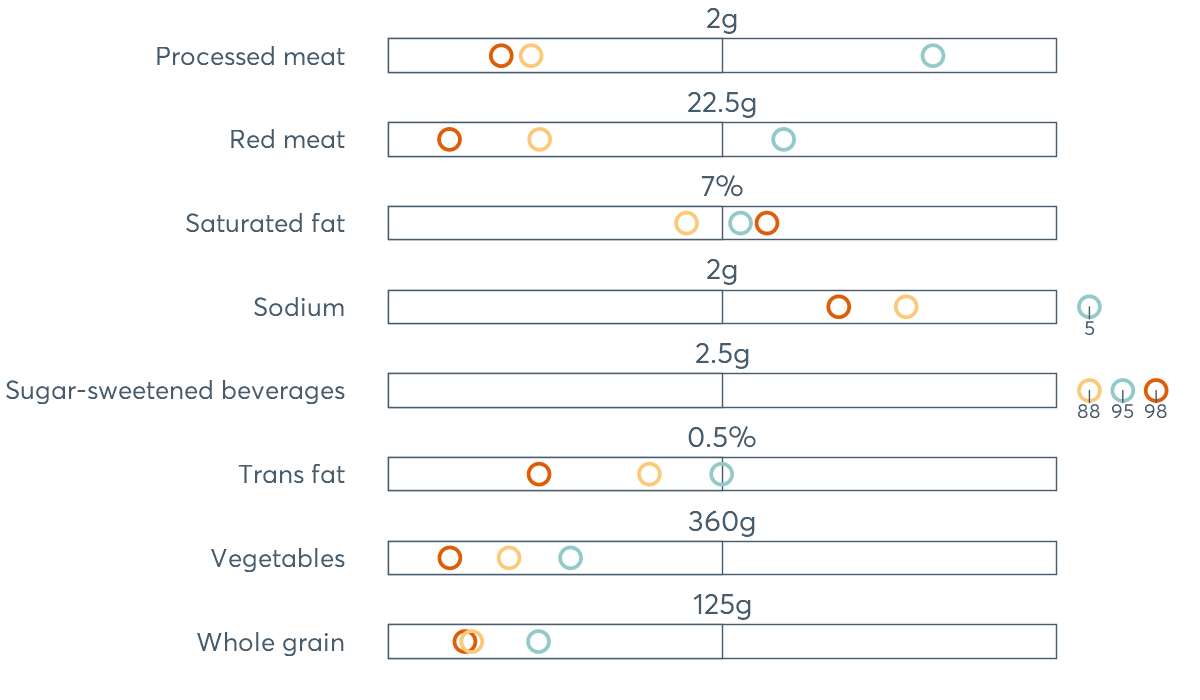 2g
Processed meat
22.5g
Red meat
7%
Saturated fat
2g
Sodium
5
2.5g
Sugar-sweetened beverages
88 95 98
0.5%
Trans fat
360g
Vegetables
125g
Whole grain